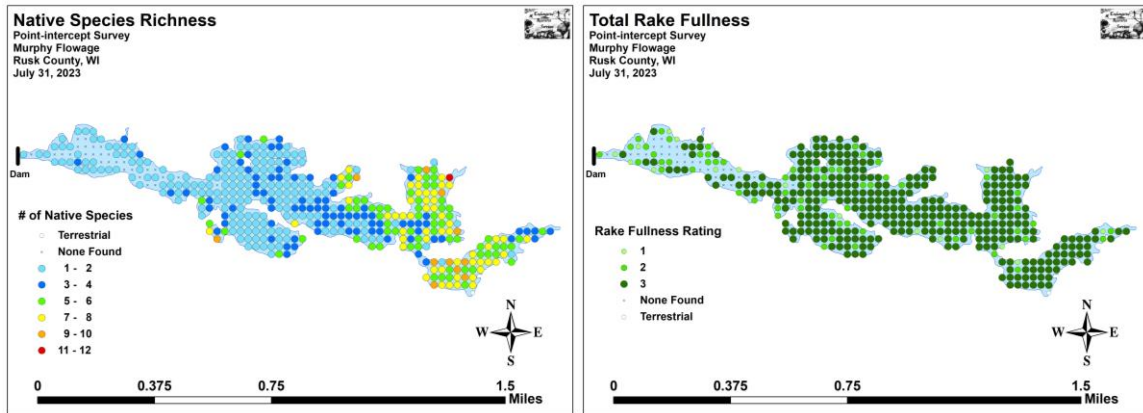 Native Species Richness
Point-intercept Survey
Murphy Flowage
Rusk County, WI
July 31, 2023
Dam
# of Native Species
Terrestrial
None Found
1 - 2
3 - 4
5 - 6
7 - 8
9 - 10
11 - 12
N
W E
S
0 0.375 0.75 1.5
Miles
Total Rake Fullness
Point-intercept Survey
Murphy Flowage
Rusk County, WI
July 31, 2023
Dam
Rake Fullness Rating
1
2
3
None Found
Terrestrial
N
W E
S
0 0.375 0.75 1.5
Miles